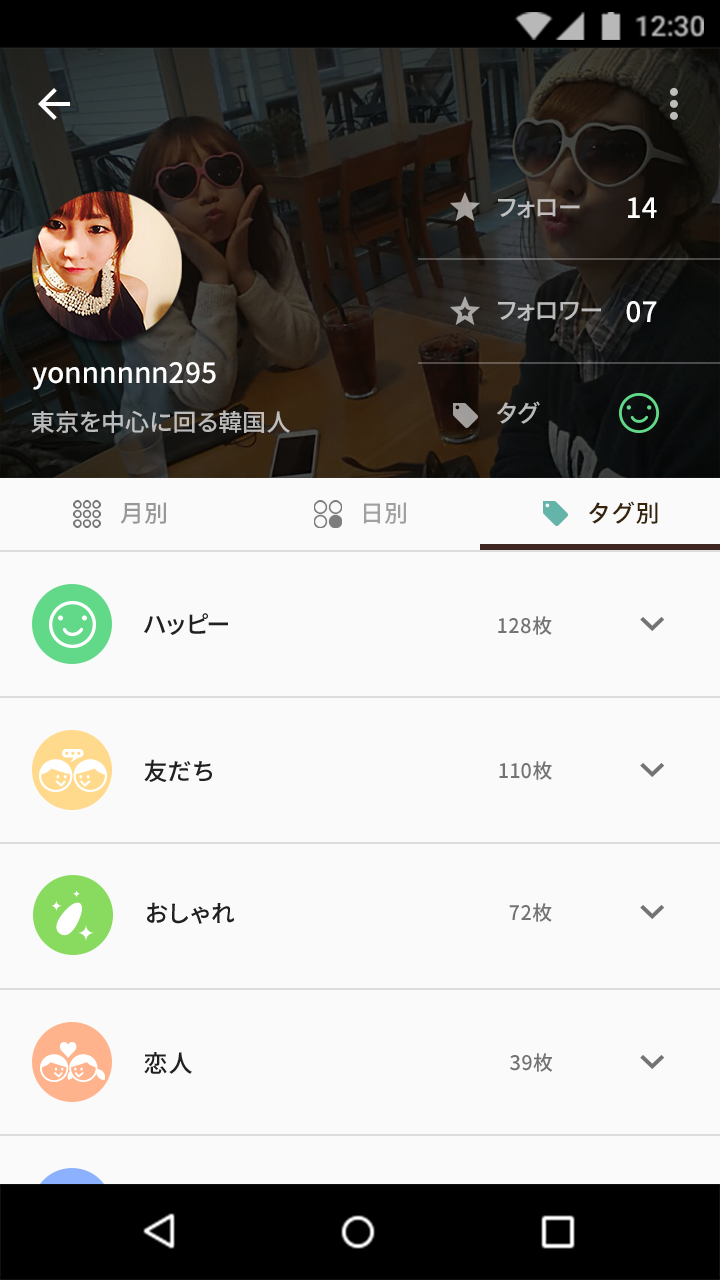 12:30
フォロー 14
フォロワー 07
yonnnnnn295
東京を中心に回る韓国人
タグ
月別 日別 タグ別
ハッピー 128枚
友だち 110枚
おしゃれ 72枚
恋人 39枚